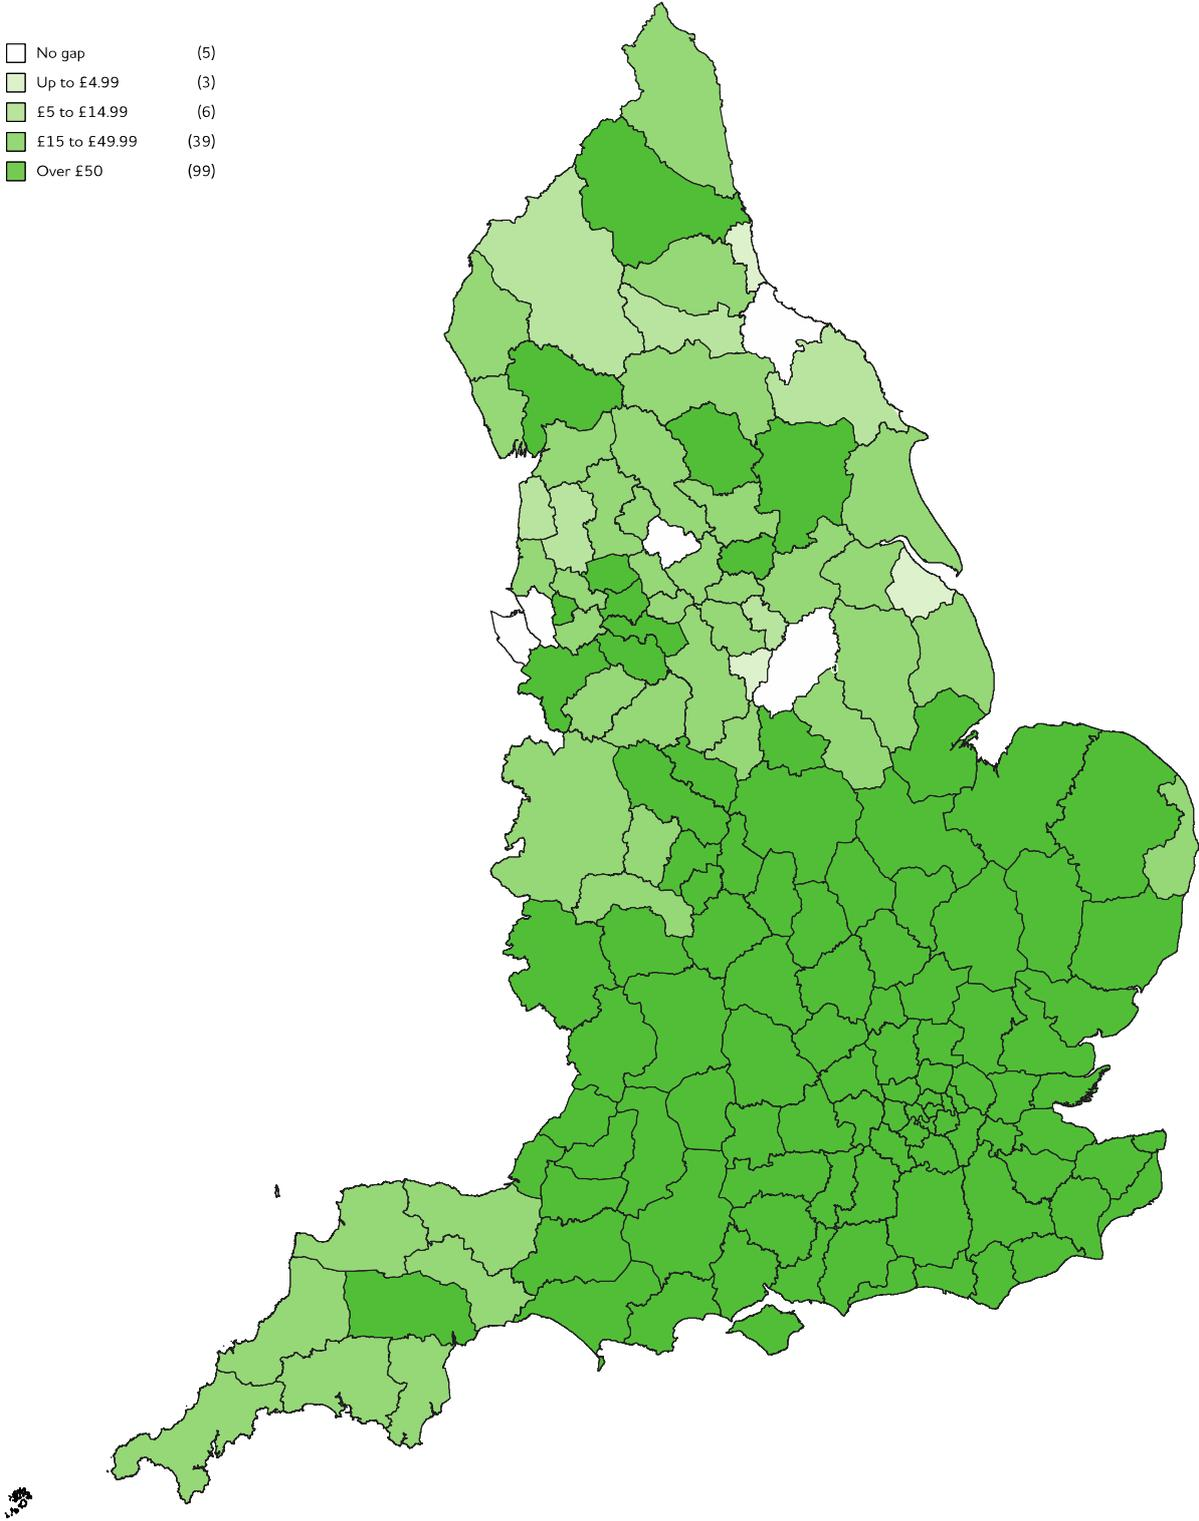 No gap (5)
Up to £4.99 (3)
£5 to £14.99 (6)
£15 to £49.99 (39)
Over £50 (99)